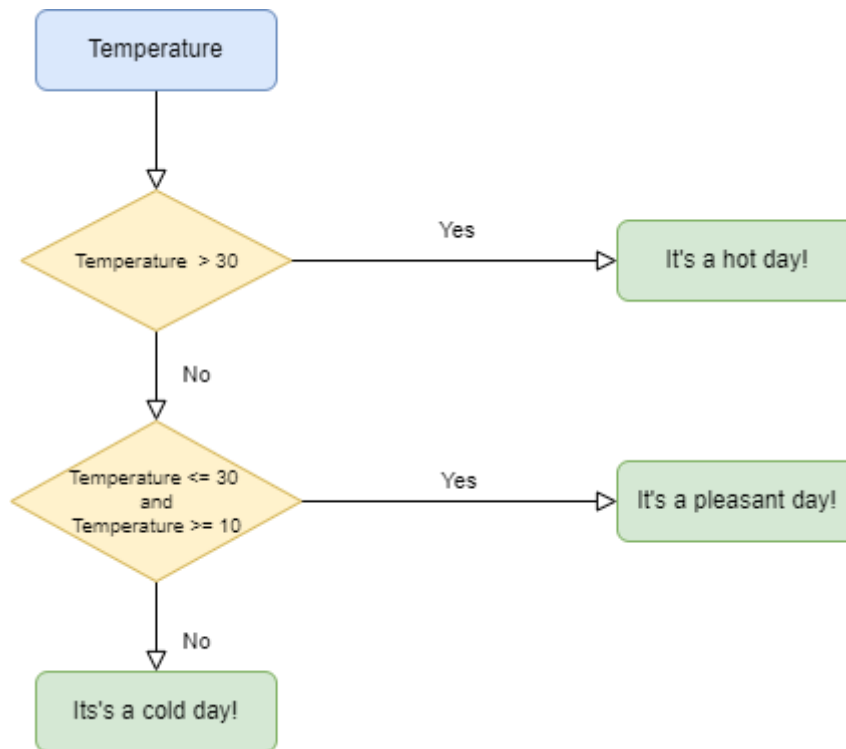 Temperature
Temperature > 30
Yes
It's a hot day!
No
Temperature <= 30
and
Temperature >= 10
Yes
It's a pleasant day!
No
Its's a cold day!